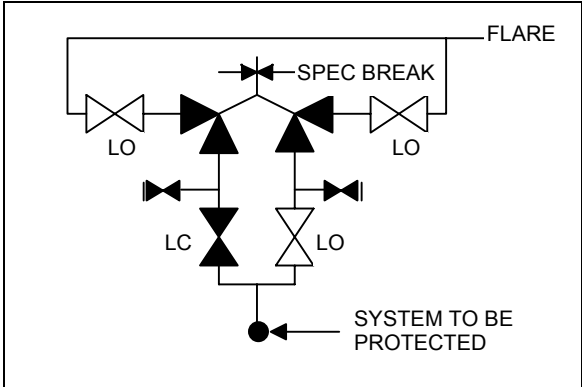 FLARE
SPEC BREAK
LO
LO
LC
LO
SYSTEM TO BE
PROTECTED